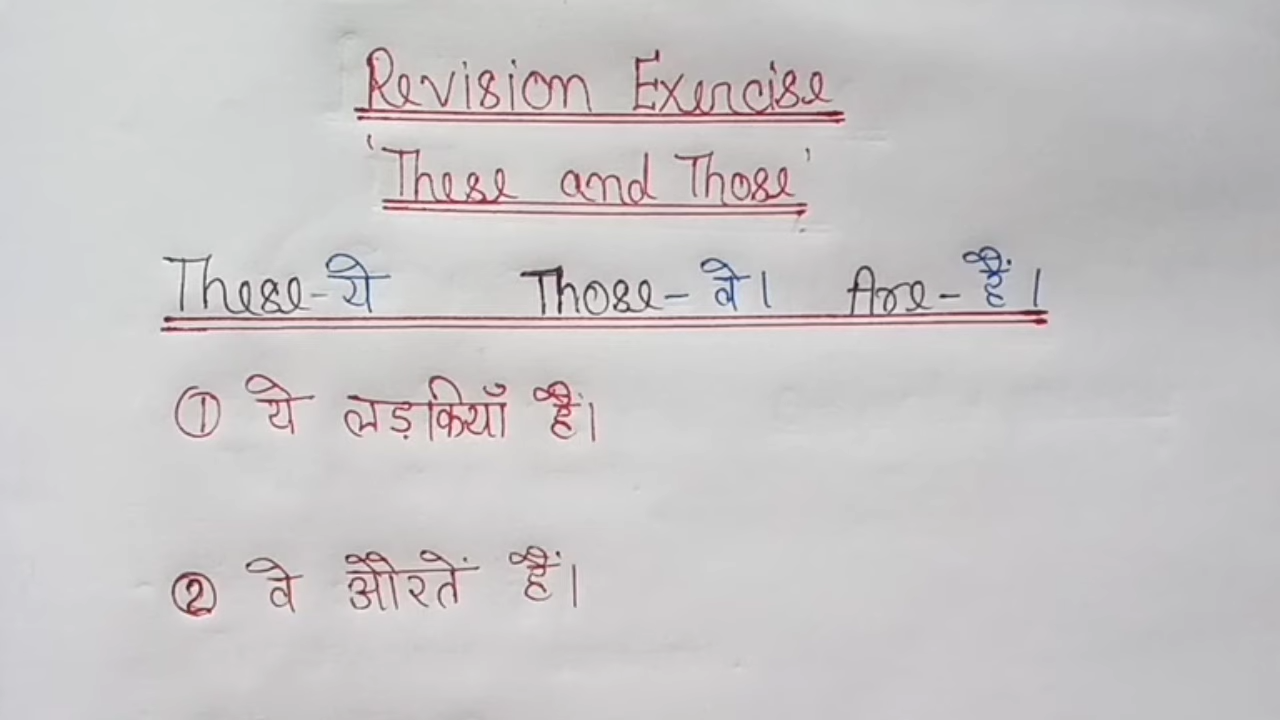 Revision Exercise
'These and Those'
These-ये Those-वे। Are-हैं।
① ये लड़कियाँ हैं।
② वे औरतें हैं।